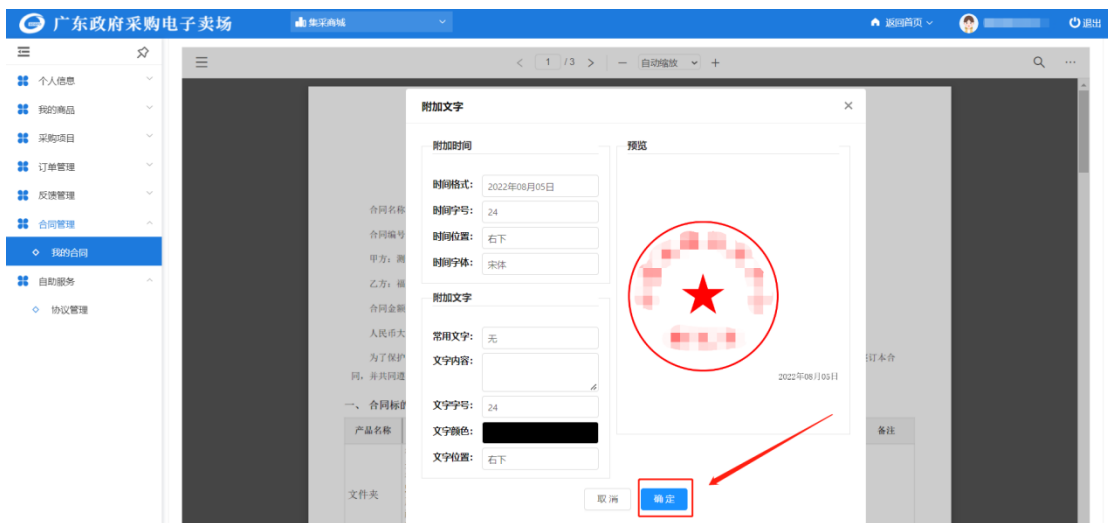 广东政府采购电子卖场
集采商城
返回首页
退出
个人信息
我的商品
采购项目
订单管理
反馈管理
合同管理
我的合同
自助服务
协议管理
1 /3
自动缩放
合同名称
合同编号
甲方：测
乙方：福
合同金额
人民币大
为了保护
订本合
同，并共同遵
一、合同标的
产品名称
备注
文件夹
附加文字
附加时间
时间格式： 2022年08月05日
时间字号： 24
时间位置： 右下
时间字体： 宋体
附加文字
常用文字： 无
文字内容：
文字字号： 24
文字颜色：
文字位置： 右下
预览
2022年08月05日
取消
确定